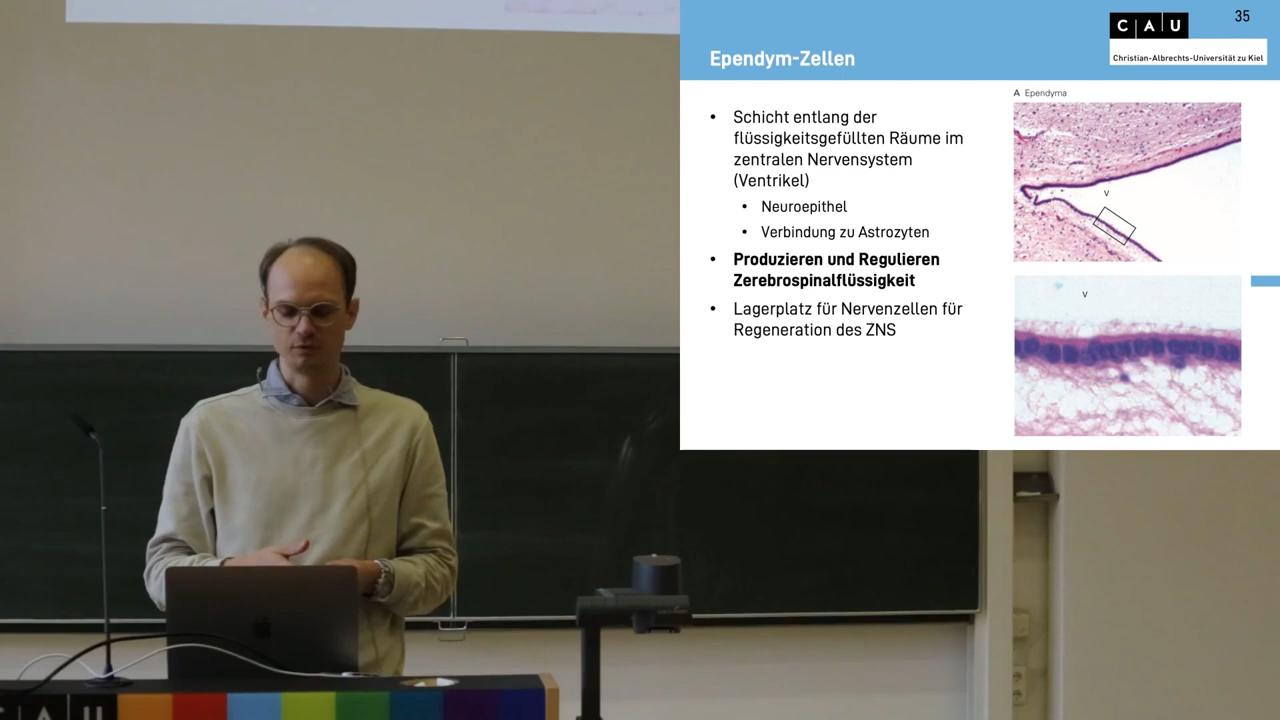 35
C A U
Christian-Albrechts-Universität zu Kiel
Ependym-Zellen
• Schicht entlang der
flüssigkeitsgefüllten Räume im
zentralen Nervensystem
(Ventrikel)
• Neuroepithel
• Verbindung zu Astrozyten
• Produzieren und Regulieren
Zerebrospinalflüssigkeit
• Lagerplatz für Nervenzellen für
Regeneration des ZNS
A Ependyma
V
V
C A U